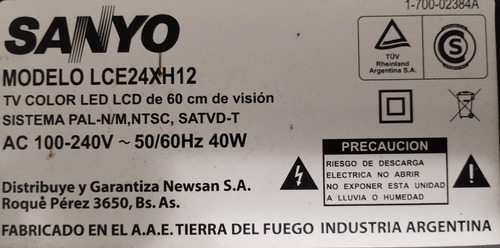 1-700-02384A
SANYO
MODELO LCE24XH12
TV COLOR LED LCD de 60 cm de visión
SISTEMA PAL-N/M,NTSC, SATVD-T
AC 100-240V ~ 50/60Hz 40W
TÜV
Rheinland
Argentina S.A.
S
PRECAUCION
RIESGO DE DESCARGA
ELECTRICA NO ABRIR
NO EXPONER ESTA UNIDAD
A LLUVIA O HUMEDAD
Distribuye y Garantiza Newsan S.A.
Roque Pérez 3650, Bs. As.
FABRICADO EN EL A.A.E. TIERRA DEL FUEGO INDUSTRIA ARGENTINA